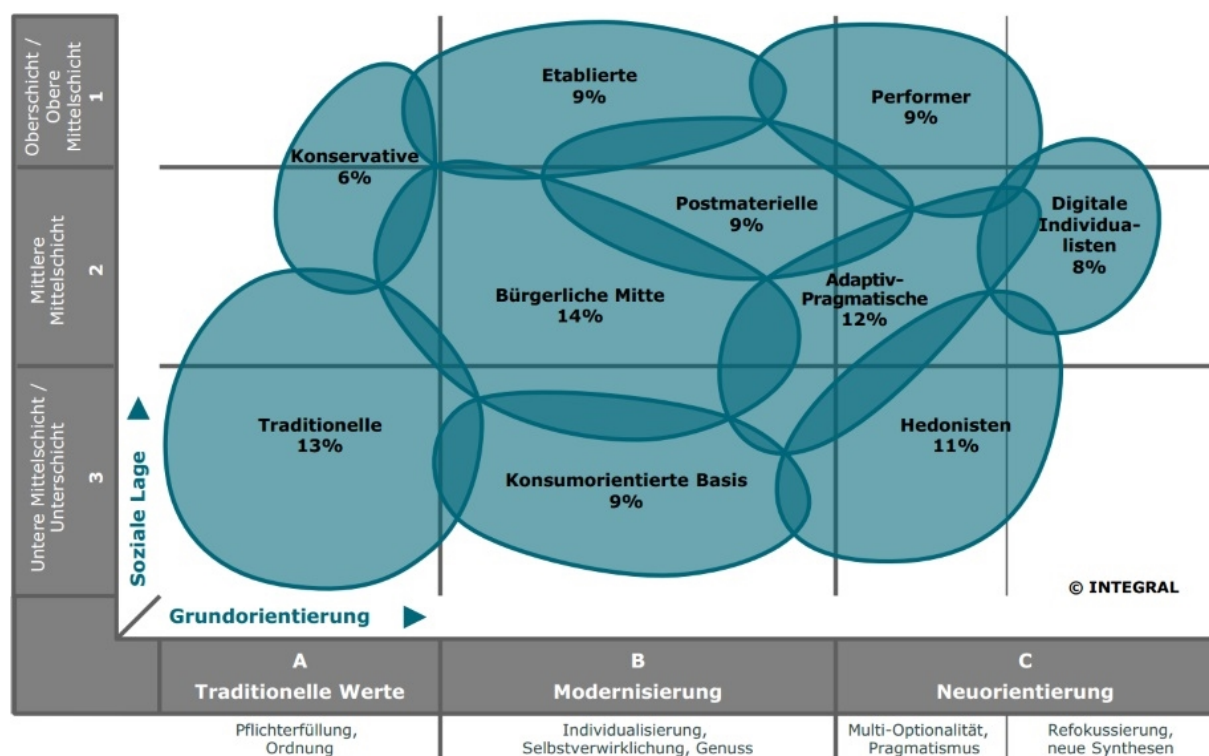 Oberschicht /
Obere
Mittelschicht
1
Mittlere
Mittelschicht
2
Untere Mittelschicht /
Unterschicht
3
Soziale Lage
Etablierte
9%
Performer
9%
Konservative
6%
Postmaterielle
9%
Digitale
Individua-
listen
8%
Bürgerliche Mitte
14%
Adaptiv-
Pragmatische
12%
Traditionelle
13%
Hedonisten
11%
Konsumorientierte Basis
9%
© INTEGRAL
Grundorientierung
A
Traditionelle Werte
B
Modernisierung
C
Neuorientierung
Pflichterfüllung,
Ordnung
Individualisierung,
Selbstverwirklichung, Genuss
Multi-Optionalität,
Pragmatismus
Refokussierung,
neue Synthesen